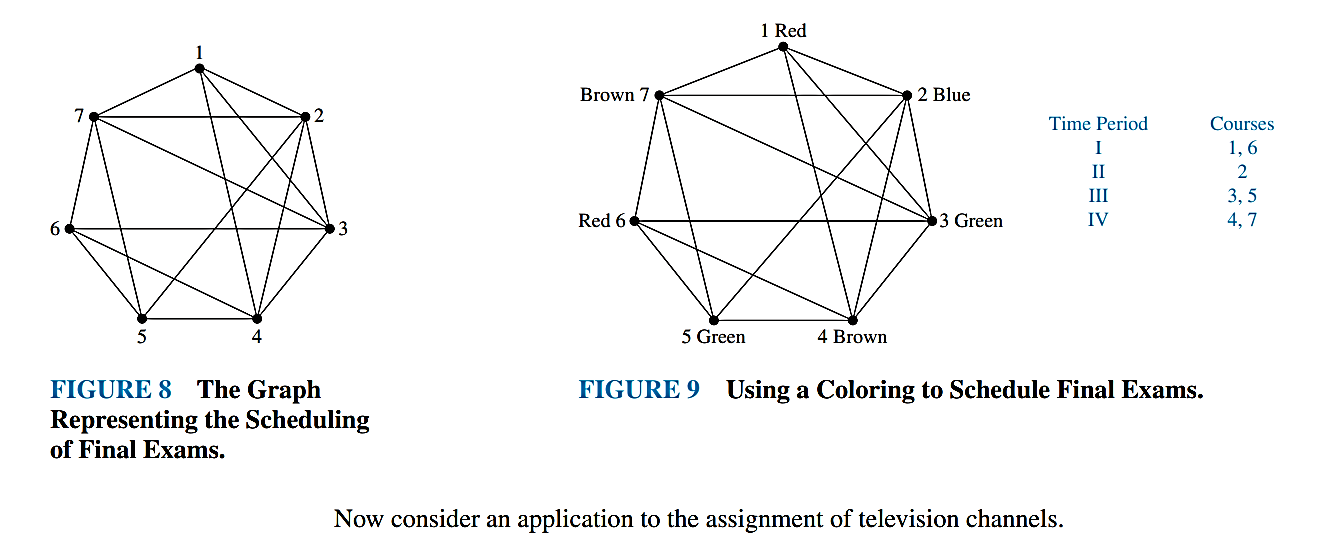 1
7
2
6
3
5
4
FIGURE 8 The Graph
Representing the Scheduling
of Final Exams.
1 Red
Brown 7
2 Blue
Red 6
3 Green
5 Green
4 Brown
Time Period Courses
I 1, 6
II 2
III 3, 5
IV 4, 7
FIGURE 9 Using a Coloring to Schedule Final Exams.
Now consider an application to the assignment of television channels.